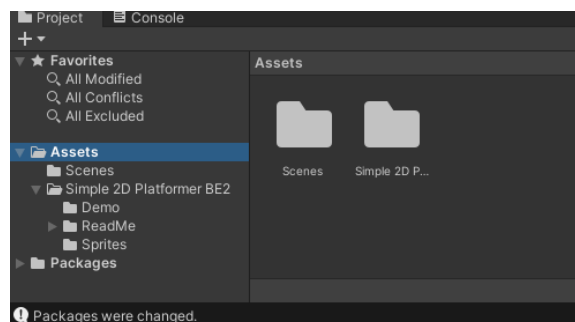 Project Console
+
Favorites
All Modified
All Conflicts
All Excluded
Assets
Scenes
Simple 2D Platformer BE2
Demo
ReadMe
Sprites
Packages
Assets
Scenes
Simple 2D P...
Packages were changed.